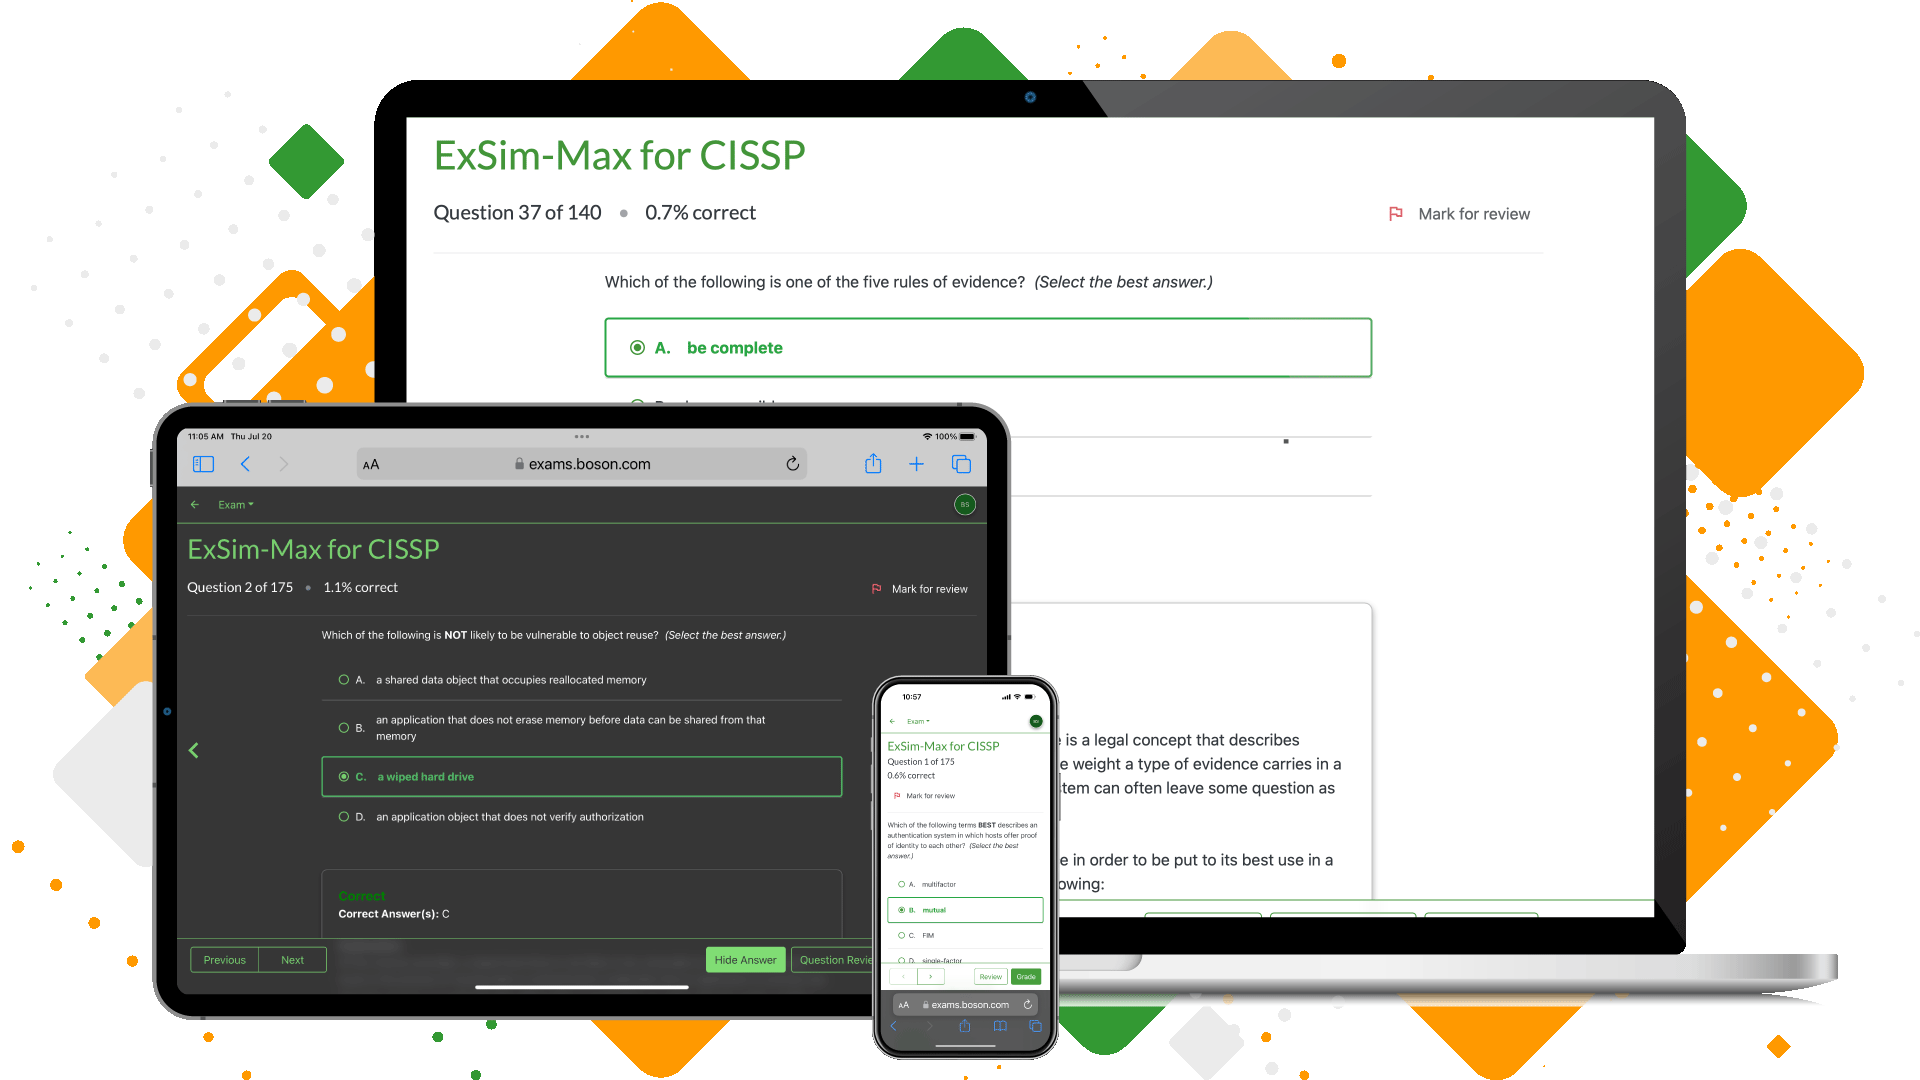 ExSim-Max for CISSP
Question 37 of 140 • 0.7% correct
Mark for review
Which of the following is one of the five rules of evidence? (Select the best answer.)
A. be complete
is a legal concept that describes
e weight a type of evidence carries in a
tem can often leave some question as
e in order to be put to its best use in a
owing:
11:05 AM Thu Jul 20
100%
AA exams.boson.com
Exam
BS
ExSim-Max for CISSP
Question 2 of 175 • 1.1% correct
Mark for review
Which of the following is NOT likely to be vulnerable to object reuse? (Select the best answer.)
A. a shared data object that occupies reallocated memory
B. an application that does not erase memory before data can be shared from that
memory
C. a wiped hard drive
D. an application object that does not verify authorization
Correct
Correct Answer(s): C
Previous Next Hide Answer Question Revie
10:57
Exam
ExSim-Max for CISSP
Question 1 of 175
0.6% correct
Mark for review
Which of the following terms BEST describes an
authentication system in which hosts offer proof
of identity to each other? (Select the best
answer.)
A. multifactor
B. mutual
C. FIM
D. single-factor
Review Grade
AA exams.boson.com